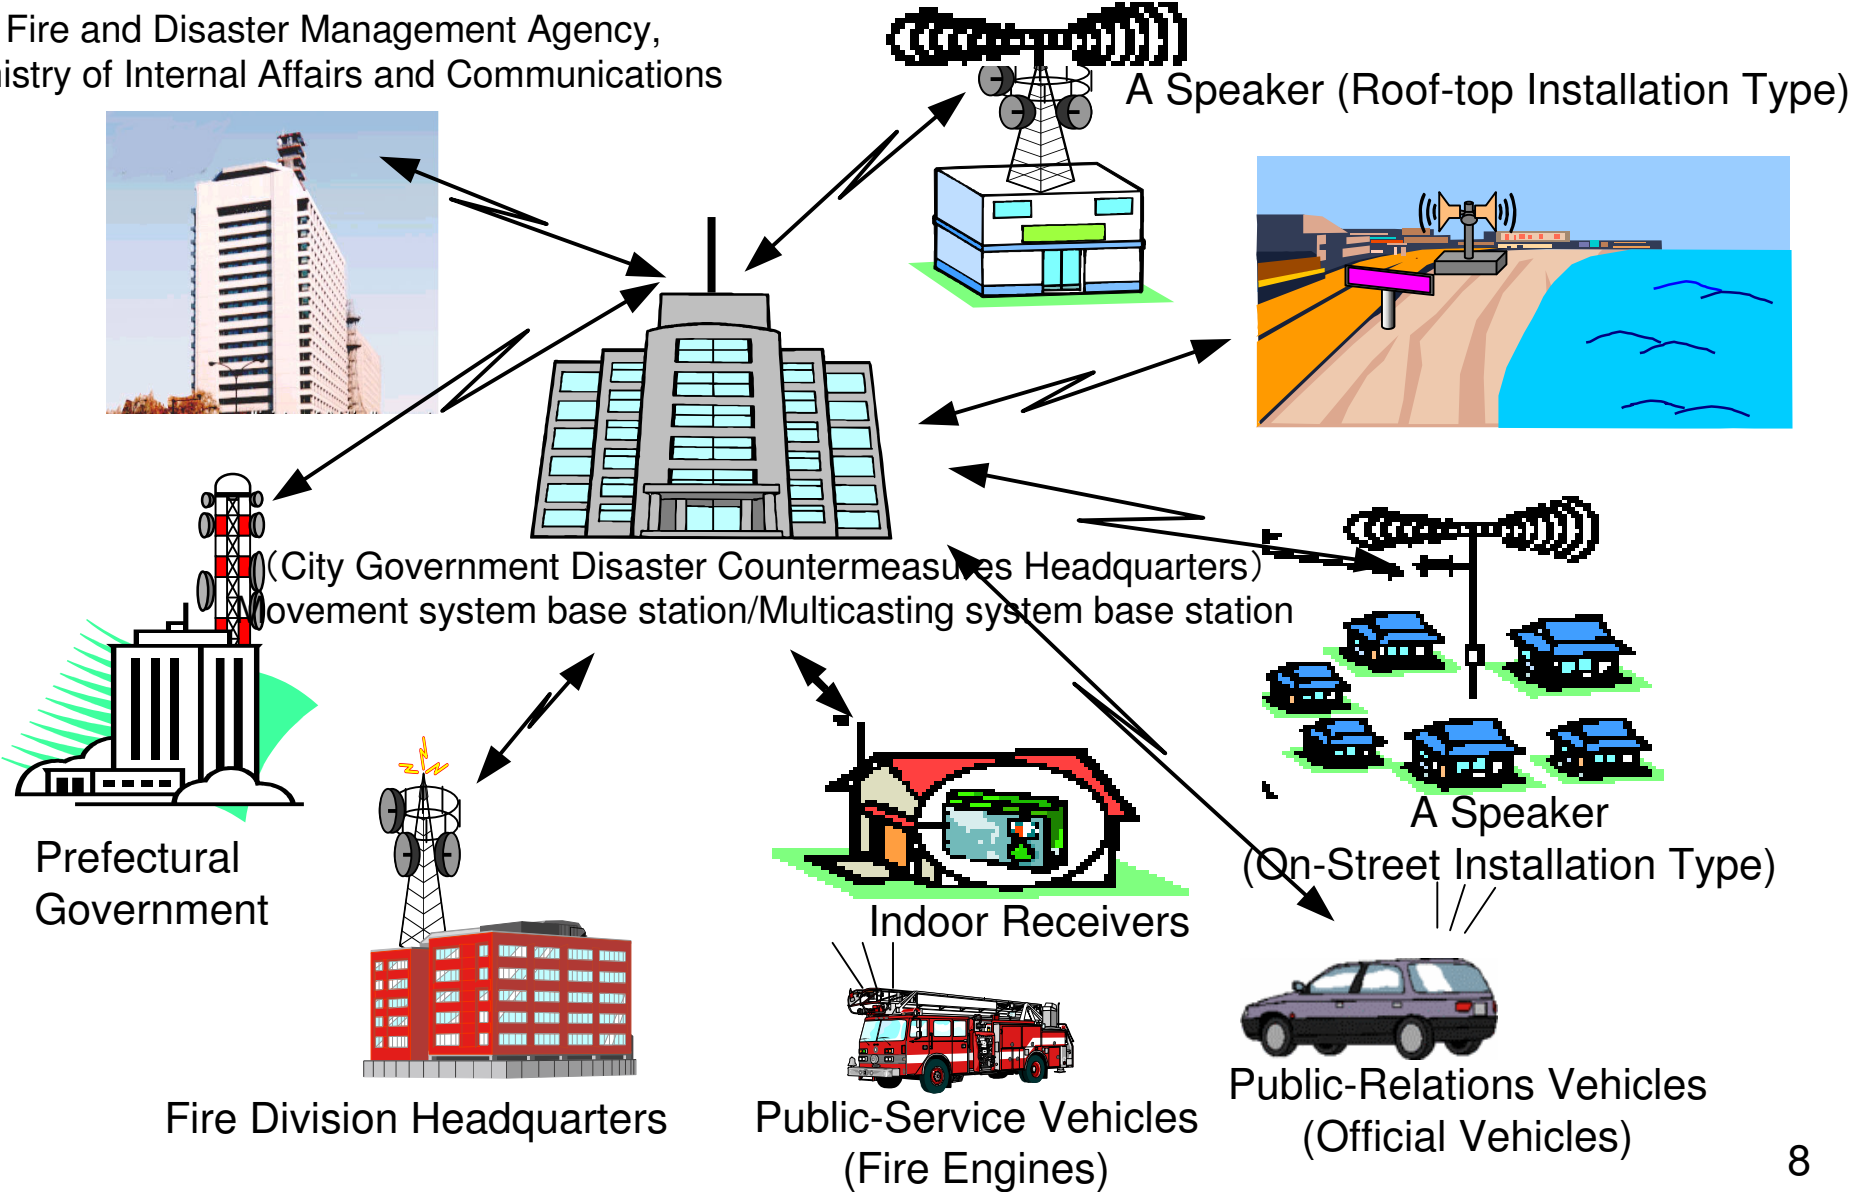 Fire and Disaster Management Agency,
nistry of Internal Affairs and Communications
A Speaker (Roof-top Installation Type)
（City Government Disaster Countermeasures Headquarters）
Movement system base station/Multicasting system base station
A Speaker
(On-Street Installation Type)
Prefectural
Government
Indoor Receivers
Fire Division Headquarters
Public-Service Vehicles
(Fire Engines)
Public-Relations Vehicles
(Official Vehicles)
8